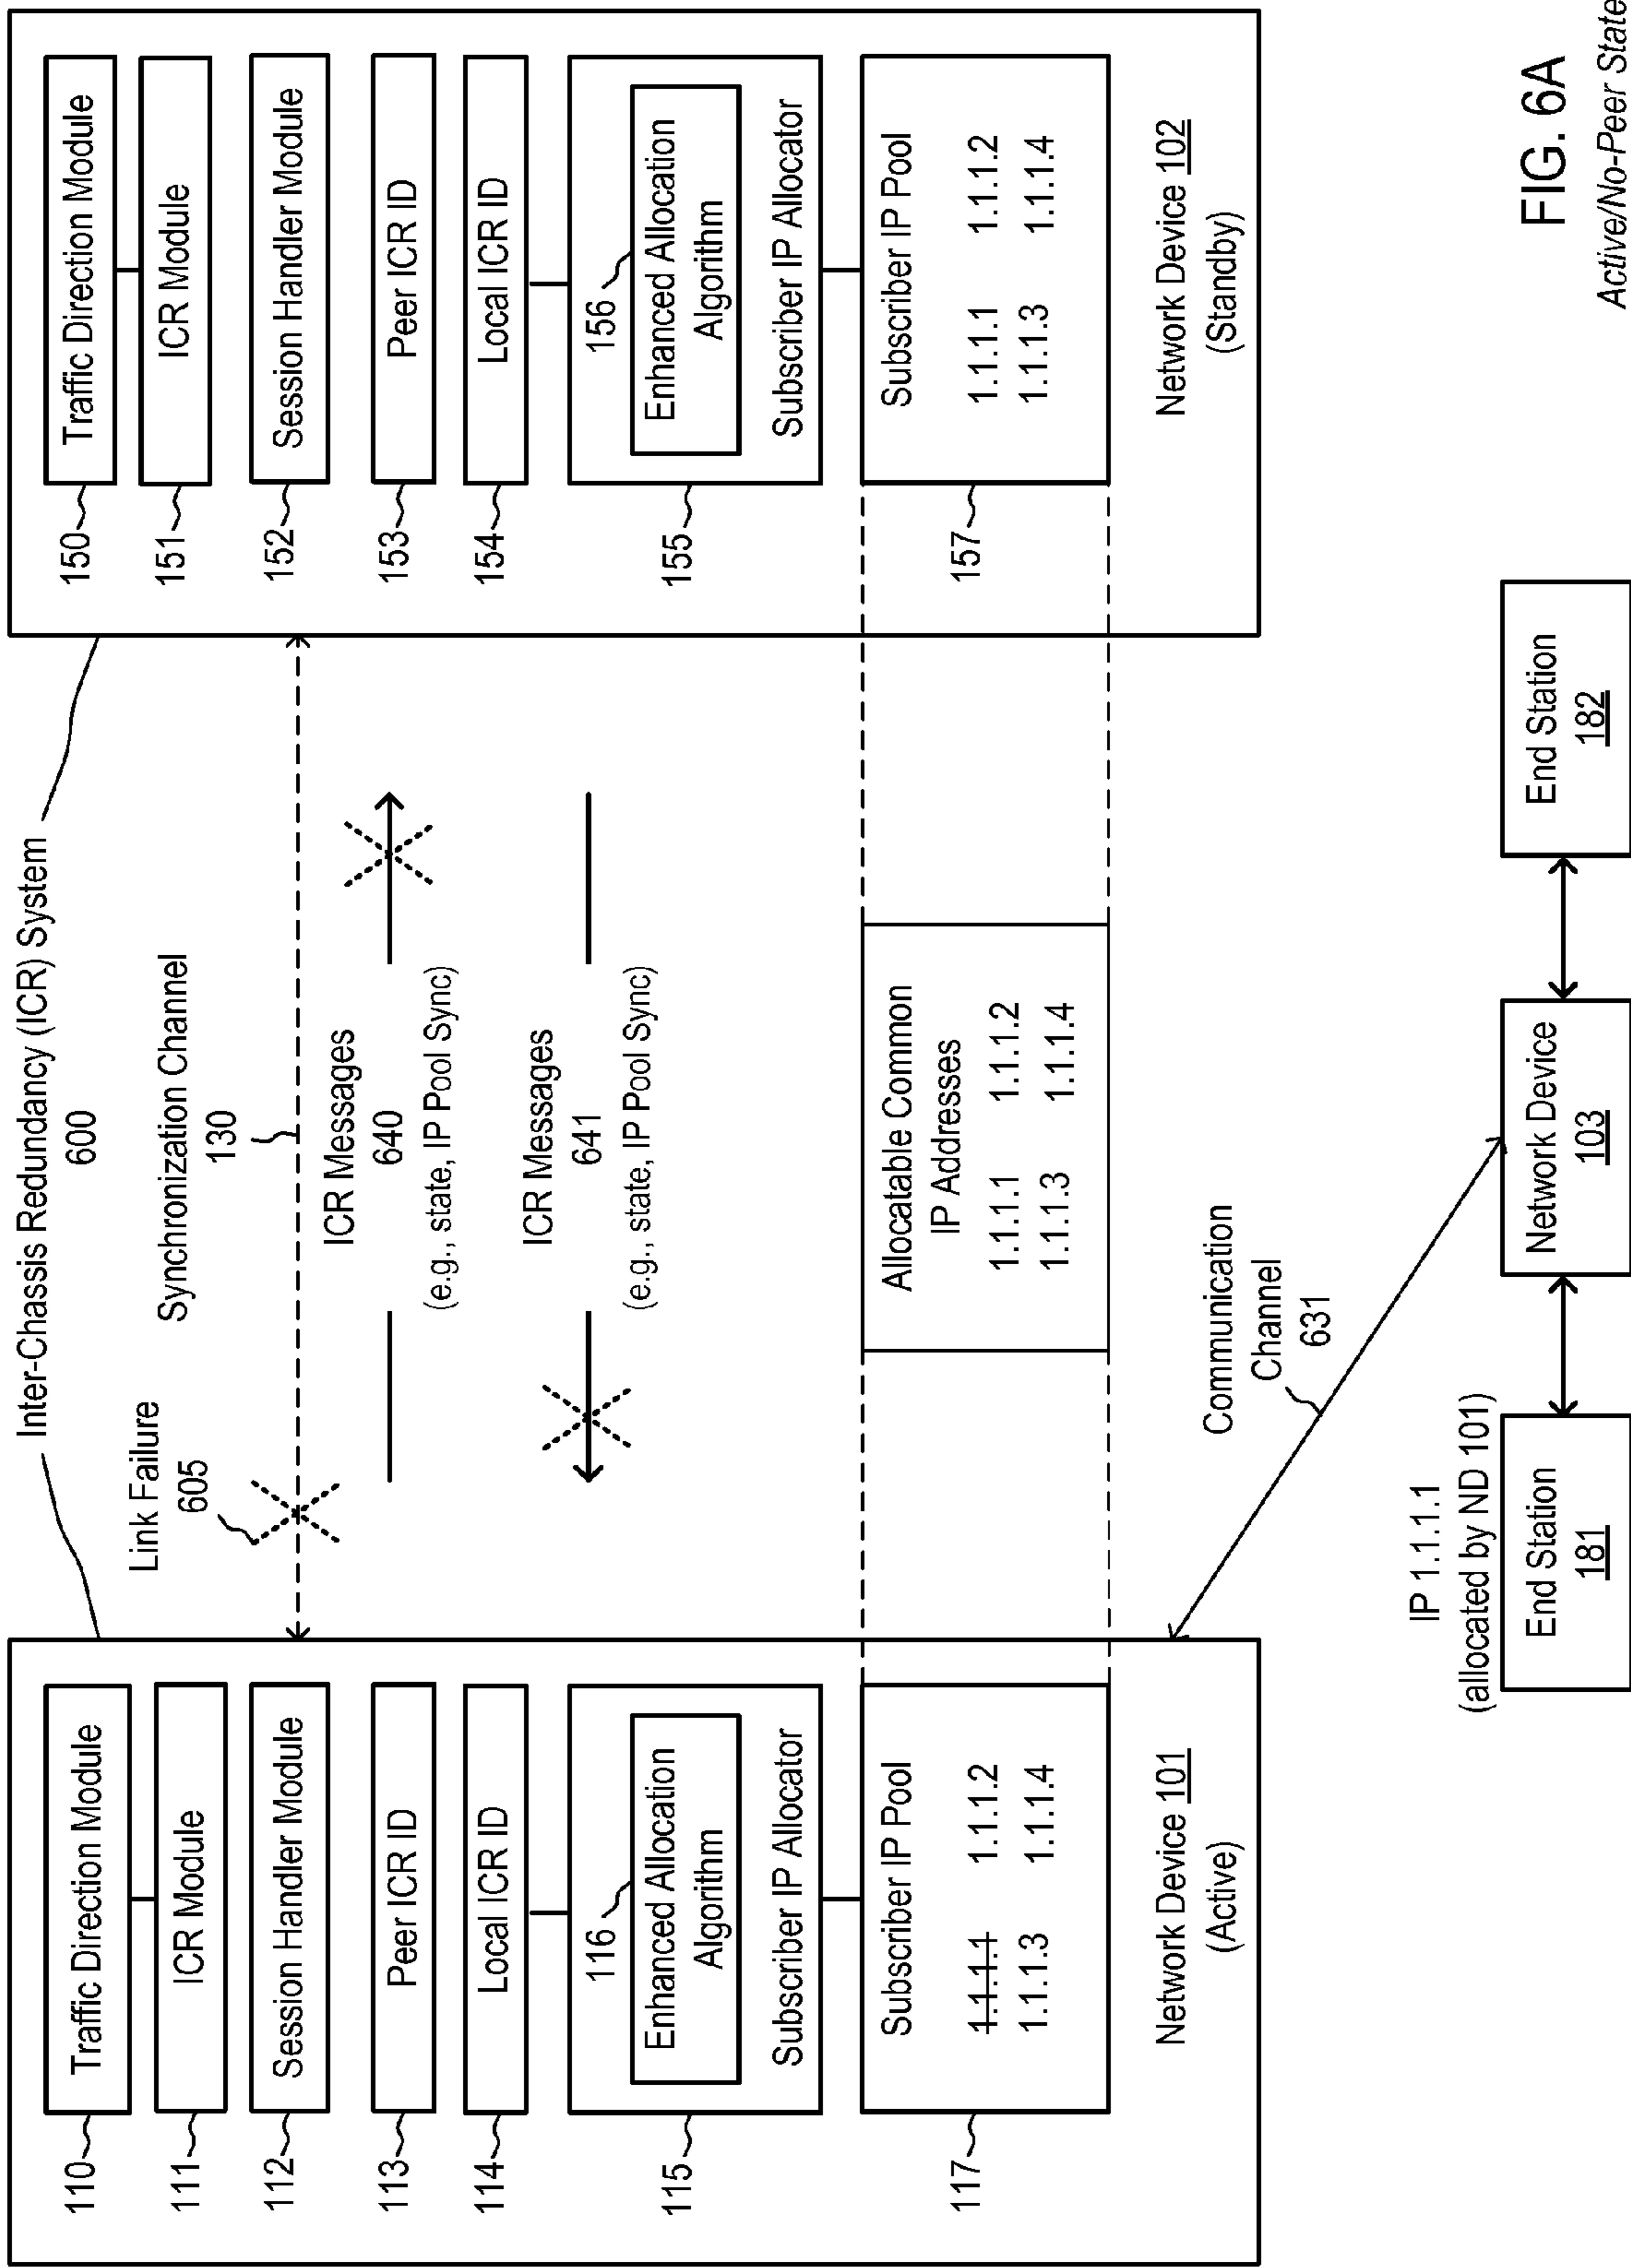 Inter-Chassis Redundancy (ICR) System
600
110
Traffic Direction Module
111
ICR Module
112
Session Handler Module
113
Peer ICR ID
114
Local ICR ID
115
116
Enhanced Allocation
Algorithm
Subscriber IP Allocator
117
Subscriber IP Pool
1.1.1.1 1.1.1.2
1.1.1.3 1.1.1.4
Network Device 101
(Active)
Link Failure
605
Synchronization Channel
130
ICR Messages
640
(e.g., state, IP Pool Sync)
ICR Messages
641
(e.g., state, IP Pool Sync)
Allocatable Common
IP Addresses
1.1.1.1 1.1.1.2
1.1.1.3 1.1.1.4
150
Traffic Direction Module
151
ICR Module
152
Session Handler Module
153
Peer ICR ID
154
Local ICR ID
155
156
Enhanced Allocation
Algorithm
Subscriber IP Allocator
157
Subscriber IP Pool
1.1.1.1 1.1.1.2
1.1.1.3 1.1.1.4
Network Device 102
(Standby)
Communication
Channel
631
IP 1.1.1.1
(allocated by ND 101)
End Station
181
Network Device
103
End Station
182
FIG. 6A
Active/No-Peer State